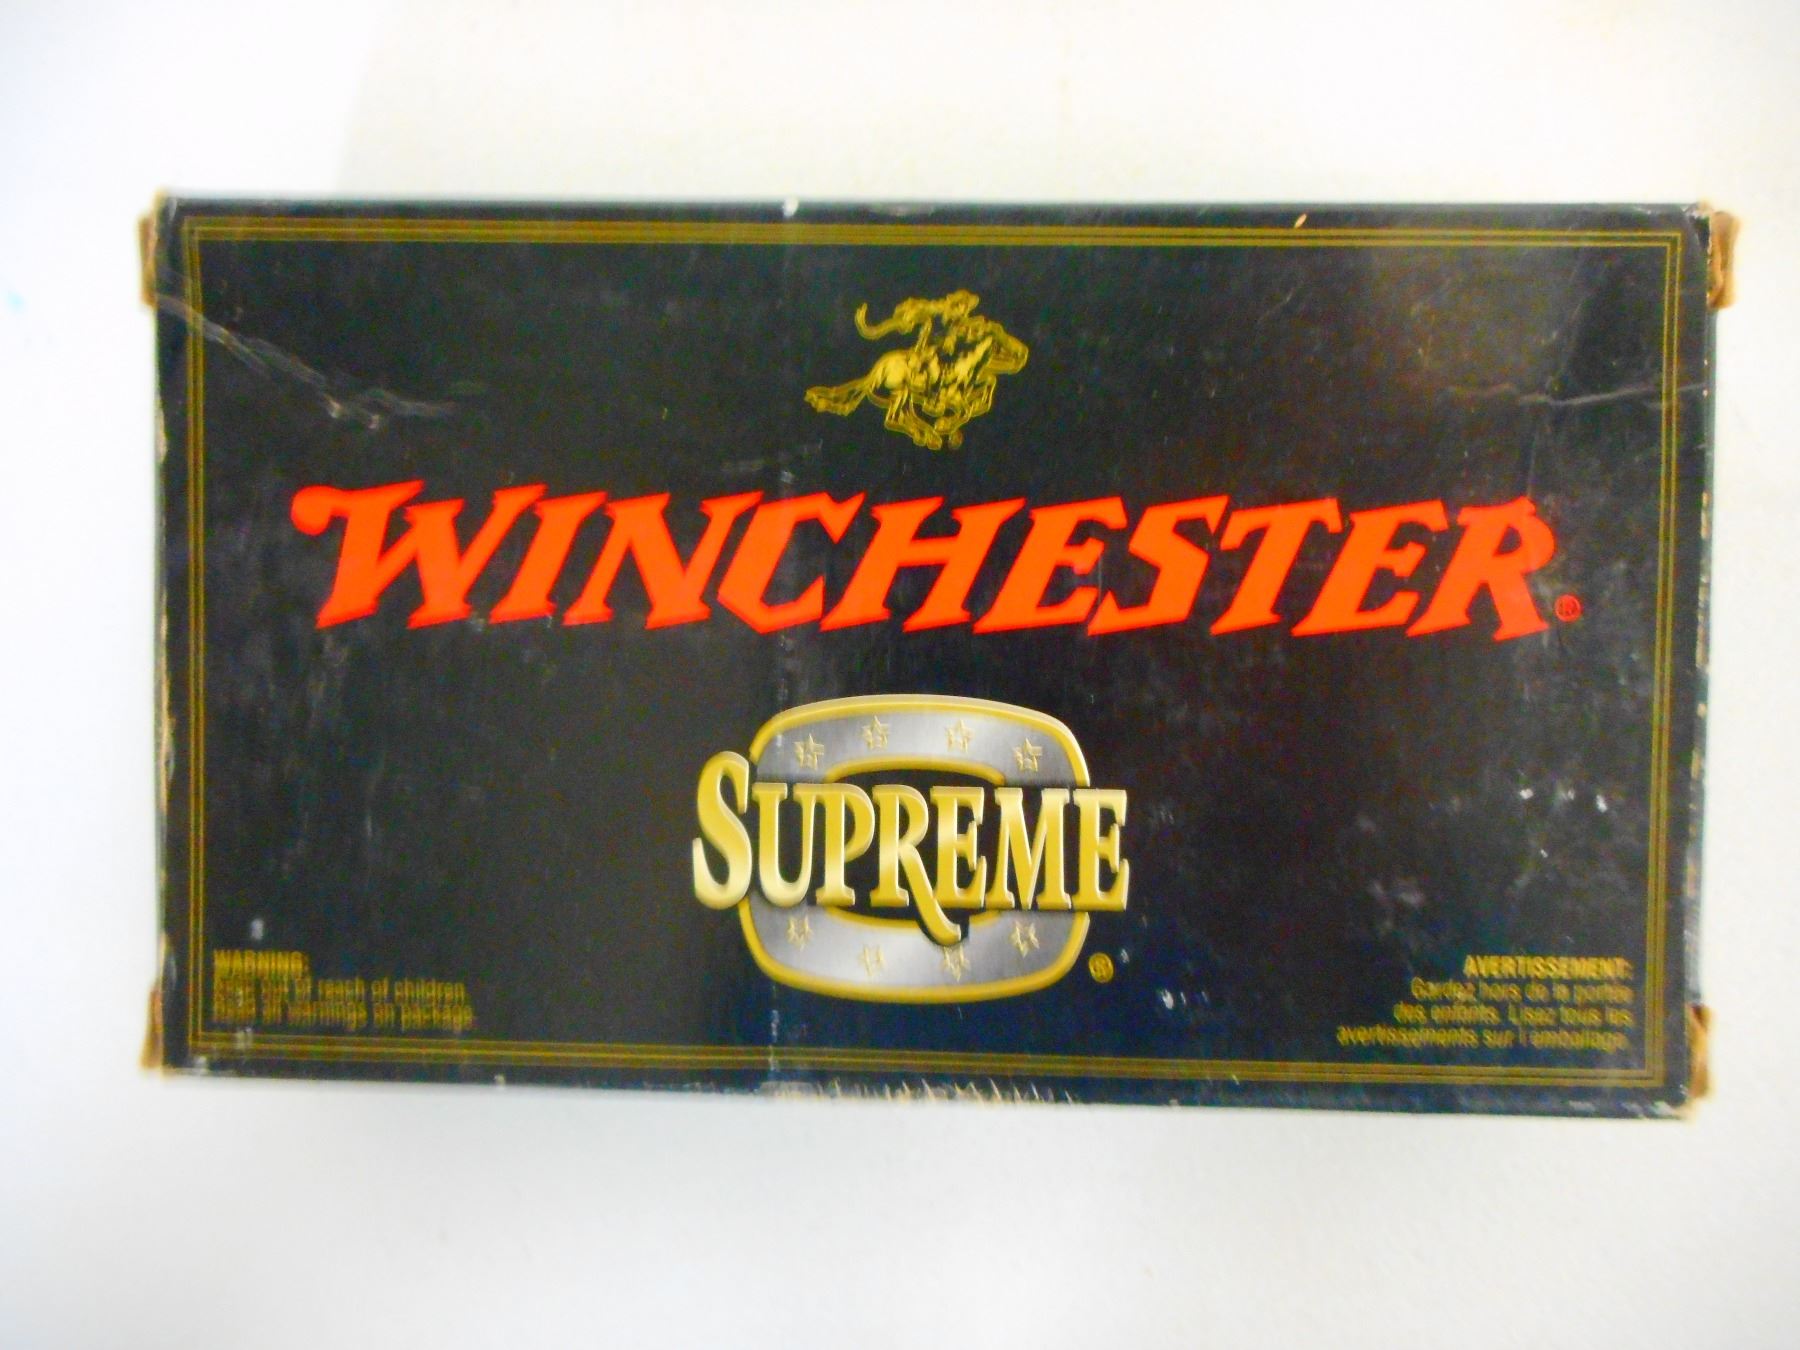 WINCHESTER®
SUPREME®
WARNING:
Keep out of reach of children.
Read all warnings on package.
AVERTISSEMENT:
Gardez hors de la portée
des enfants. Lisez tous les
avertissements sur l'emballage.